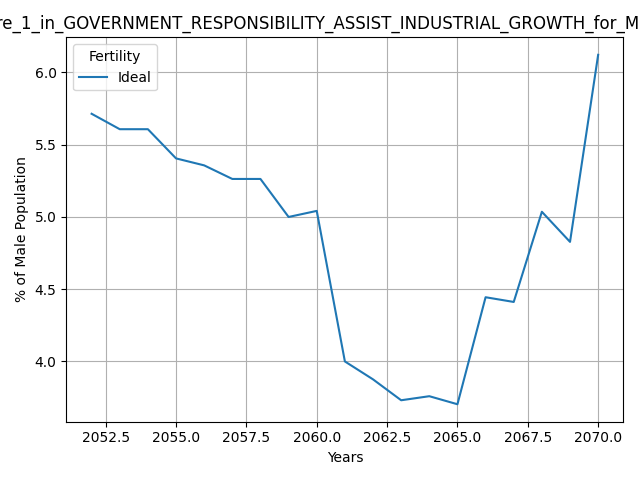 re_1_in_GOVERNMENT_RESPONSIBILITY_ASSIST_INDUSTRIAL_GROWTH_for_M
Fertility
Ideal
% of Male Population
6.0
5.5
5.0
4.5
4.0
2052.5 2055.0 2057.5 2060.0 2062.5 2065.0 2067.5 2070.0
Years